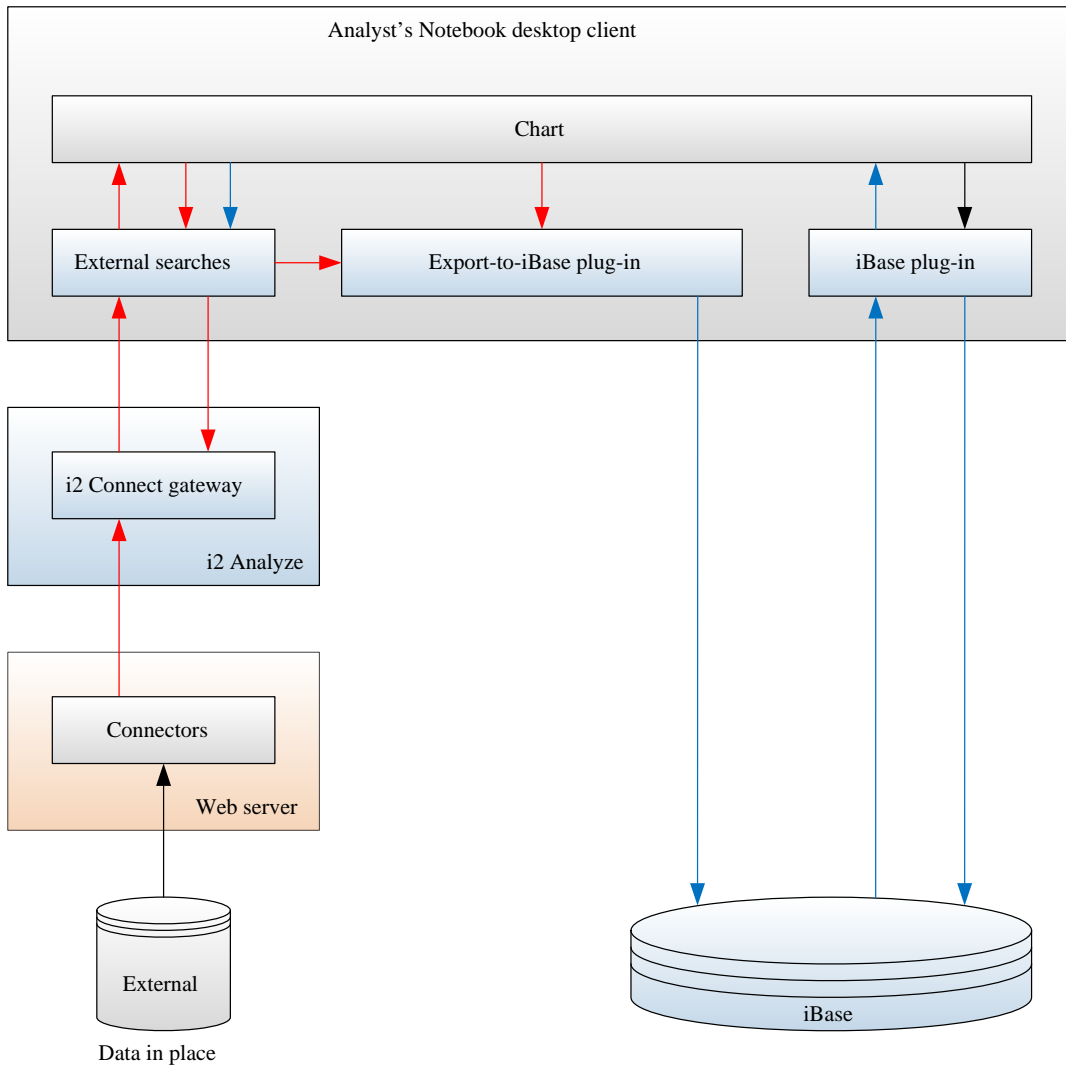 Analyst’s Notebook desktop client
Chart
External searches
Export-to-iBase plug-in
iBase plug-in
i2 Connect gateway
i2 Analyze
Connectors
Web server
External
iBase
Data in place